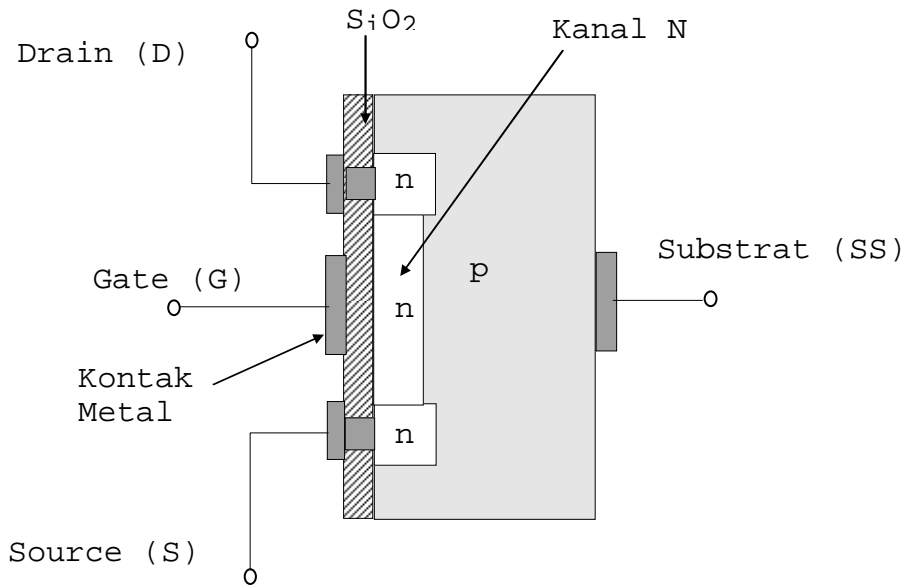 SiO2
Kanal N
Drain (D)
n
Substrat (SS)
p
Gate (G)
n
Kontak
Metal
n
Source (S)